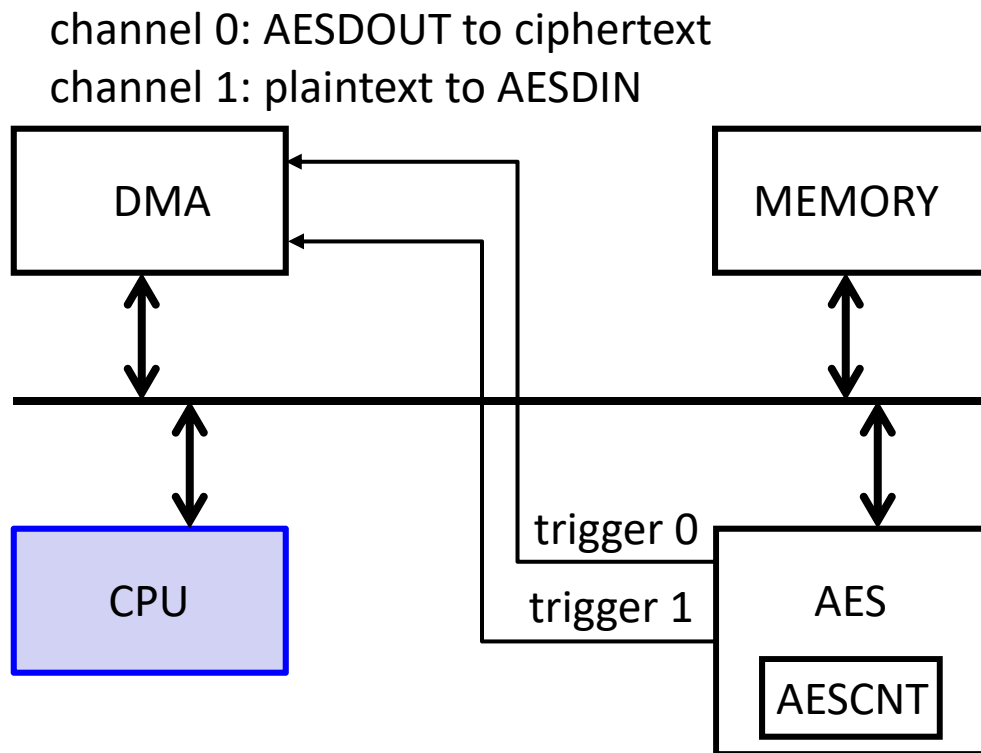 channel 0: AESDOUT to ciphertext
channel 1: plaintext to AESDIN
DMA
MEMORY
trigger 0
CPU
trigger 1
AES
AESCNT